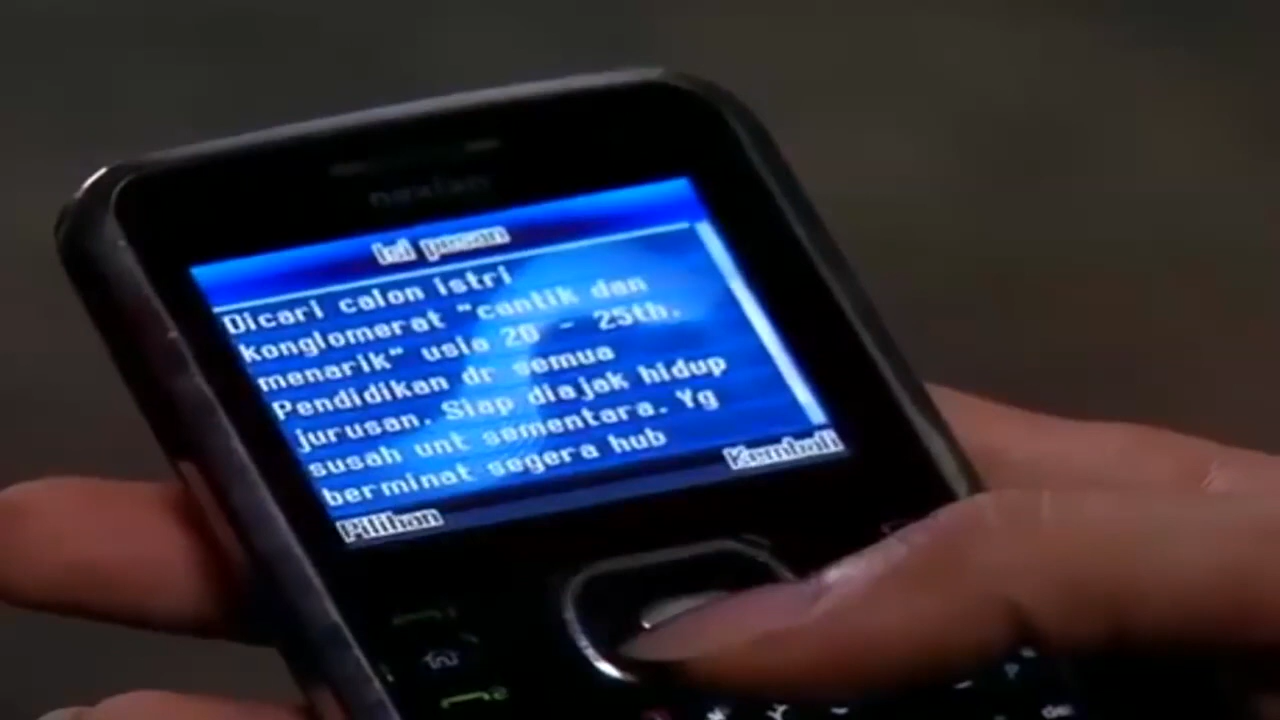 nexian
Isi pesan
Dicari calon istri
konglomerat "cantik dan
menarik" usia 20 - 25th.
Pendidikan dr semua
jurusan. Siap diajak hidup
susah unt sementara. Yg
berminat segera hub
Pilihan
Kembali